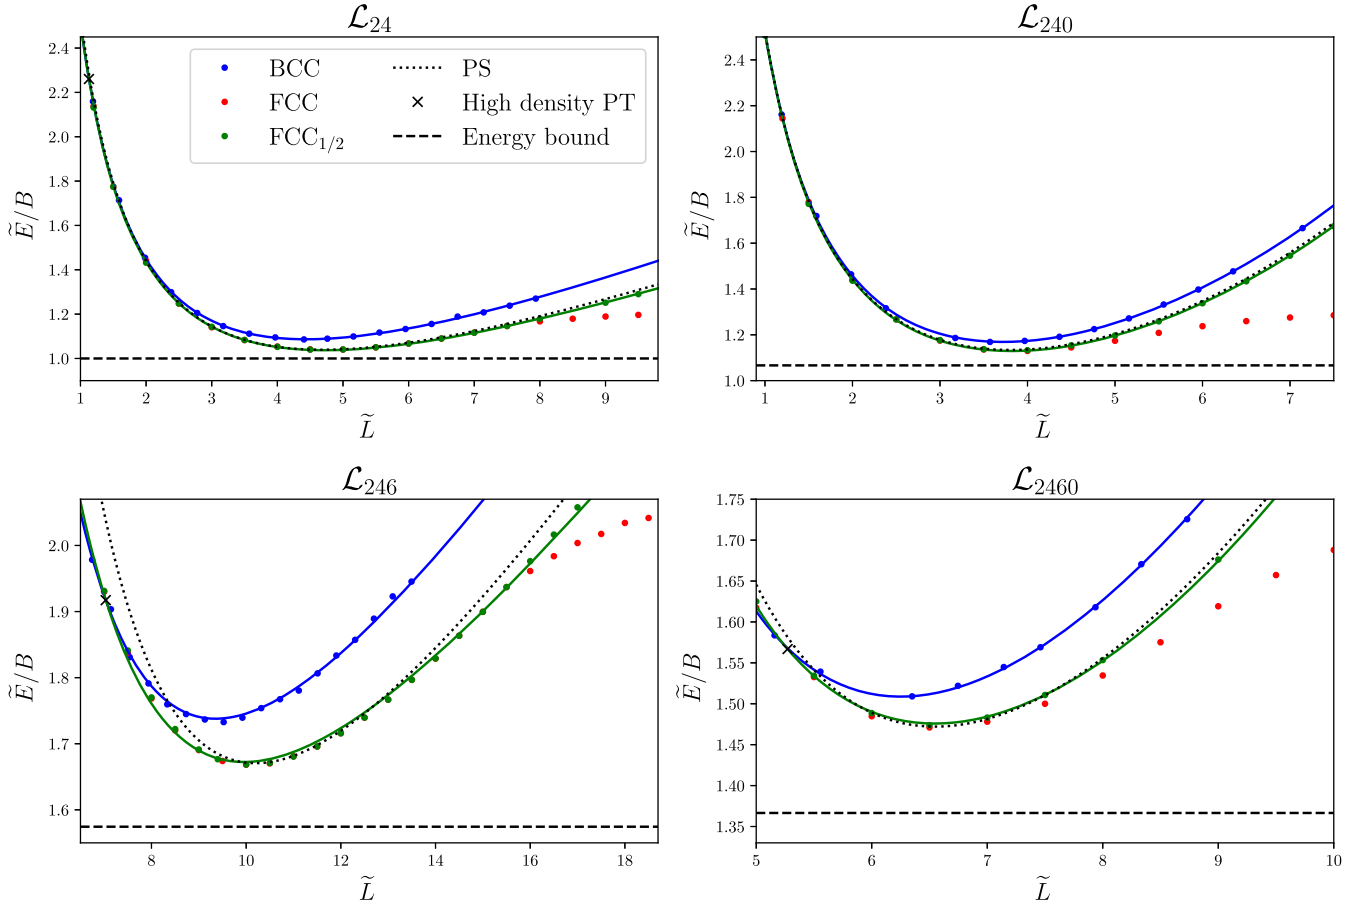 ℒ₂₄
2.4
2.2
2.0
1.8
1.6
1.4
1.2
1.0
Ẽ/B
BCC
FCC
FCC₁/₂
PS
High density PT
Energy bound
1 2 3 4 5 6 7 8 9
L̃
ℒ₂₄₀
2.4
2.2
2.0
1.8
1.6
1.4
1.2
1.0
Ẽ/B
1 2 3 4 5 6 7
L̃
ℒ₂₄₆
2.0
1.9
1.8
1.7
1.6
Ẽ/B
8 10 12 14 16 18
L̃
ℒ₂₄₆₀
1.75
1.70
1.65
1.60
1.55
1.50
1.45
1.40
1.35
Ẽ/B
5 6 7 8 9 10
L̃